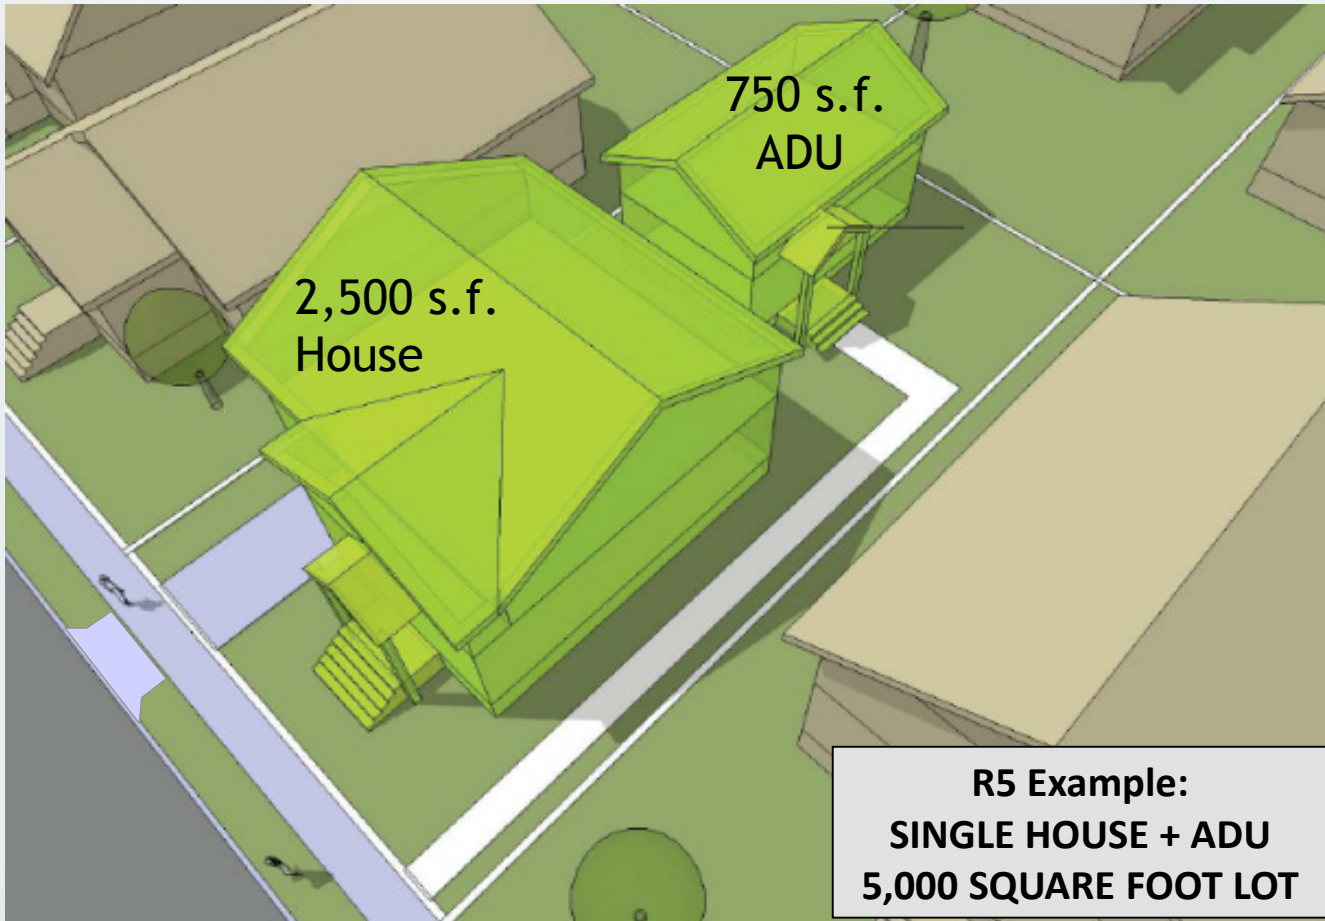 750 s.f.
ADU
2,500 s.f.
House
R5 Example:
SINGLE HOUSE + ADU
5,000 SQUARE FOOT LOT